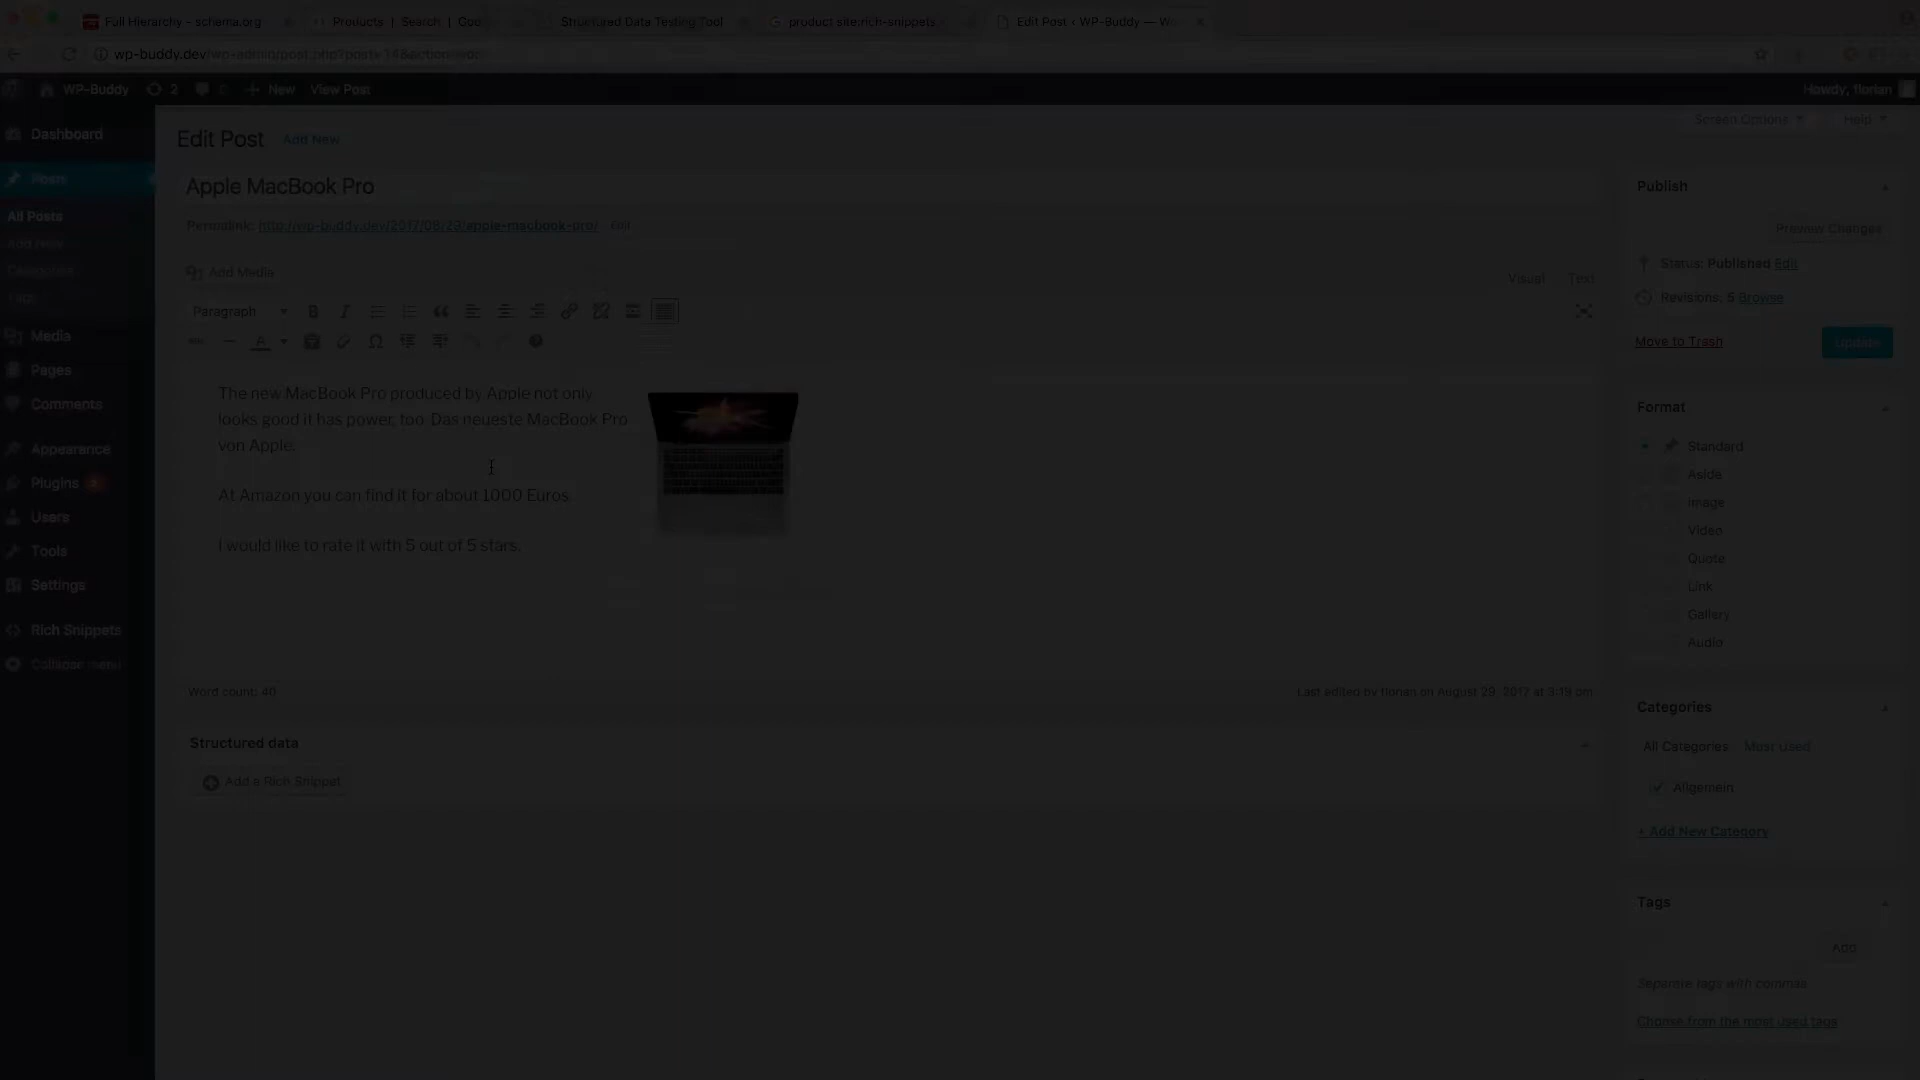 Full Hierarchy - schema.org
Products | Search |
Structured Data Testing Tool
product site:rich-snippets.
Edit Post ‹ WP-Buddy —
wp-buddy.dev/wp-admin/post.php
WP-Buddy
2
New
View Post
Howdy, florian
Screen Options
Help
Dashboard
Posts
All Posts
Add New
Categories
Tags
Media
Pages
Comments
Appearance
Plugins 2
Users
Tools
Settings
Rich Snippets
Collapse menu
Edit Post
Add New
Apple MacBook Pro
Permalink: http://wp-buddy.dev/2017/08/29/apple-macbook-pro/ Edit
Add Media
Visual
Text
Paragraph
The new MacBook Pro produced by Apple not only
looks good it has power, too. Das neueste MacBook Pro
von Apple.
At Amazon you can find it for about 1000 Euros.
I would like to rate it with 5 out of 5 stars.
Word count: 40
Last edited by florian on August 29, 2017 at 3:19 pm
Structured data
Add a Rich Snippet
Publish
Preview Changes
Status: Published Edit
Revisions: 5 Browse
Move to Trash
Update
Format
Standard
Aside
Image
Video
Quote
Link
Gallery
Audio
Categories
All Categories
Most Used
Allgemein
+ Add New Category
Tags
Add
Separate tags with commas
Choose from the most used tags